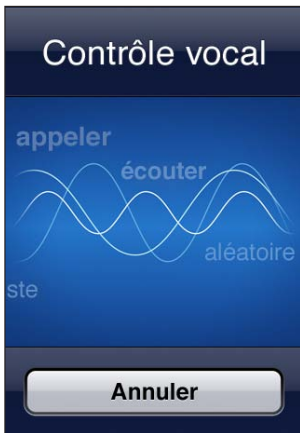 Contrôle vocal
appeler
écouter
aléatoire
ste
Annuler